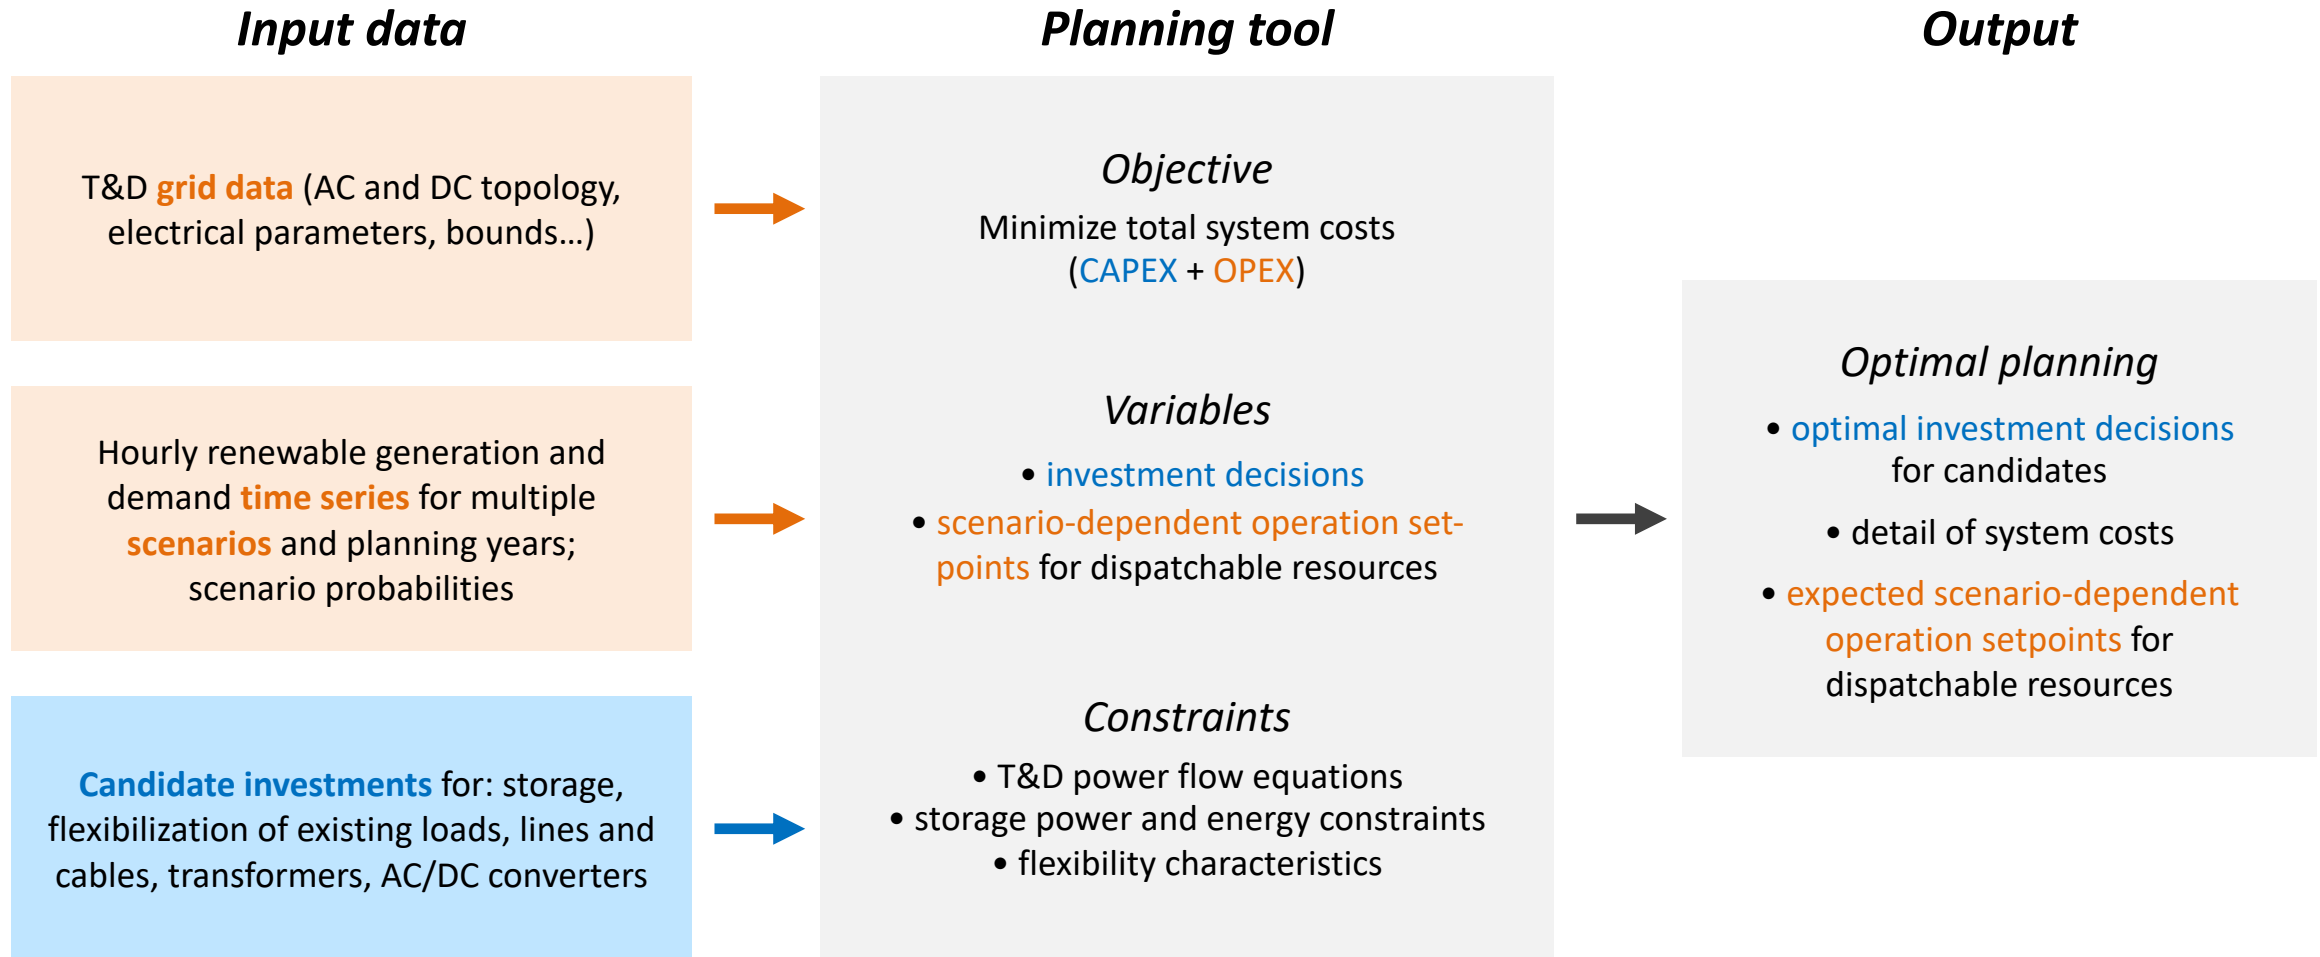 Input data
T&D grid data (AC and DC topology,
electrical parameters, bounds…)
Hourly renewable generation and
demand time series for multiple
scenarios and planning years;
scenario probabilities
Candidate investments for: storage,
flexibilization of existing loads, lines and
cables, transformers, AC/DC converters
Planning tool
Objective
Minimize total system costs
(CAPEX + OPEX)
Variables
• investment decisions
• scenario-dependent operation set-
points for dispatchable resources
Constraints
• T&D power flow equations
• storage power and energy constraints
• flexibility characteristics
Output
Optimal planning
• optimal investment decisions
for candidates
• detail of system costs
• expected scenario-dependent
operation setpoints for
dispatchable resources